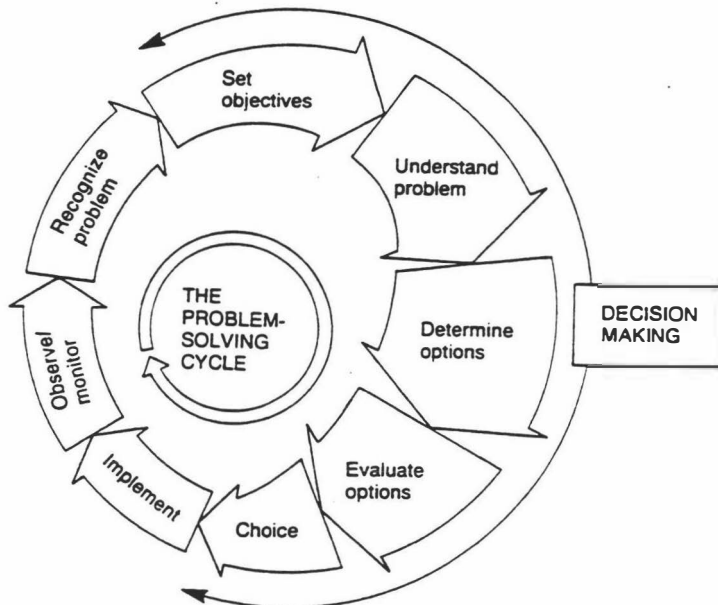 Set
objectives
Understand
problem
Determine
options
Evaluate
options
Choice
Implement
Observe/
monitor
Recognize
problem
THE
PROBLEM-
SOLVING
CYCLE
DECISION
MAKING